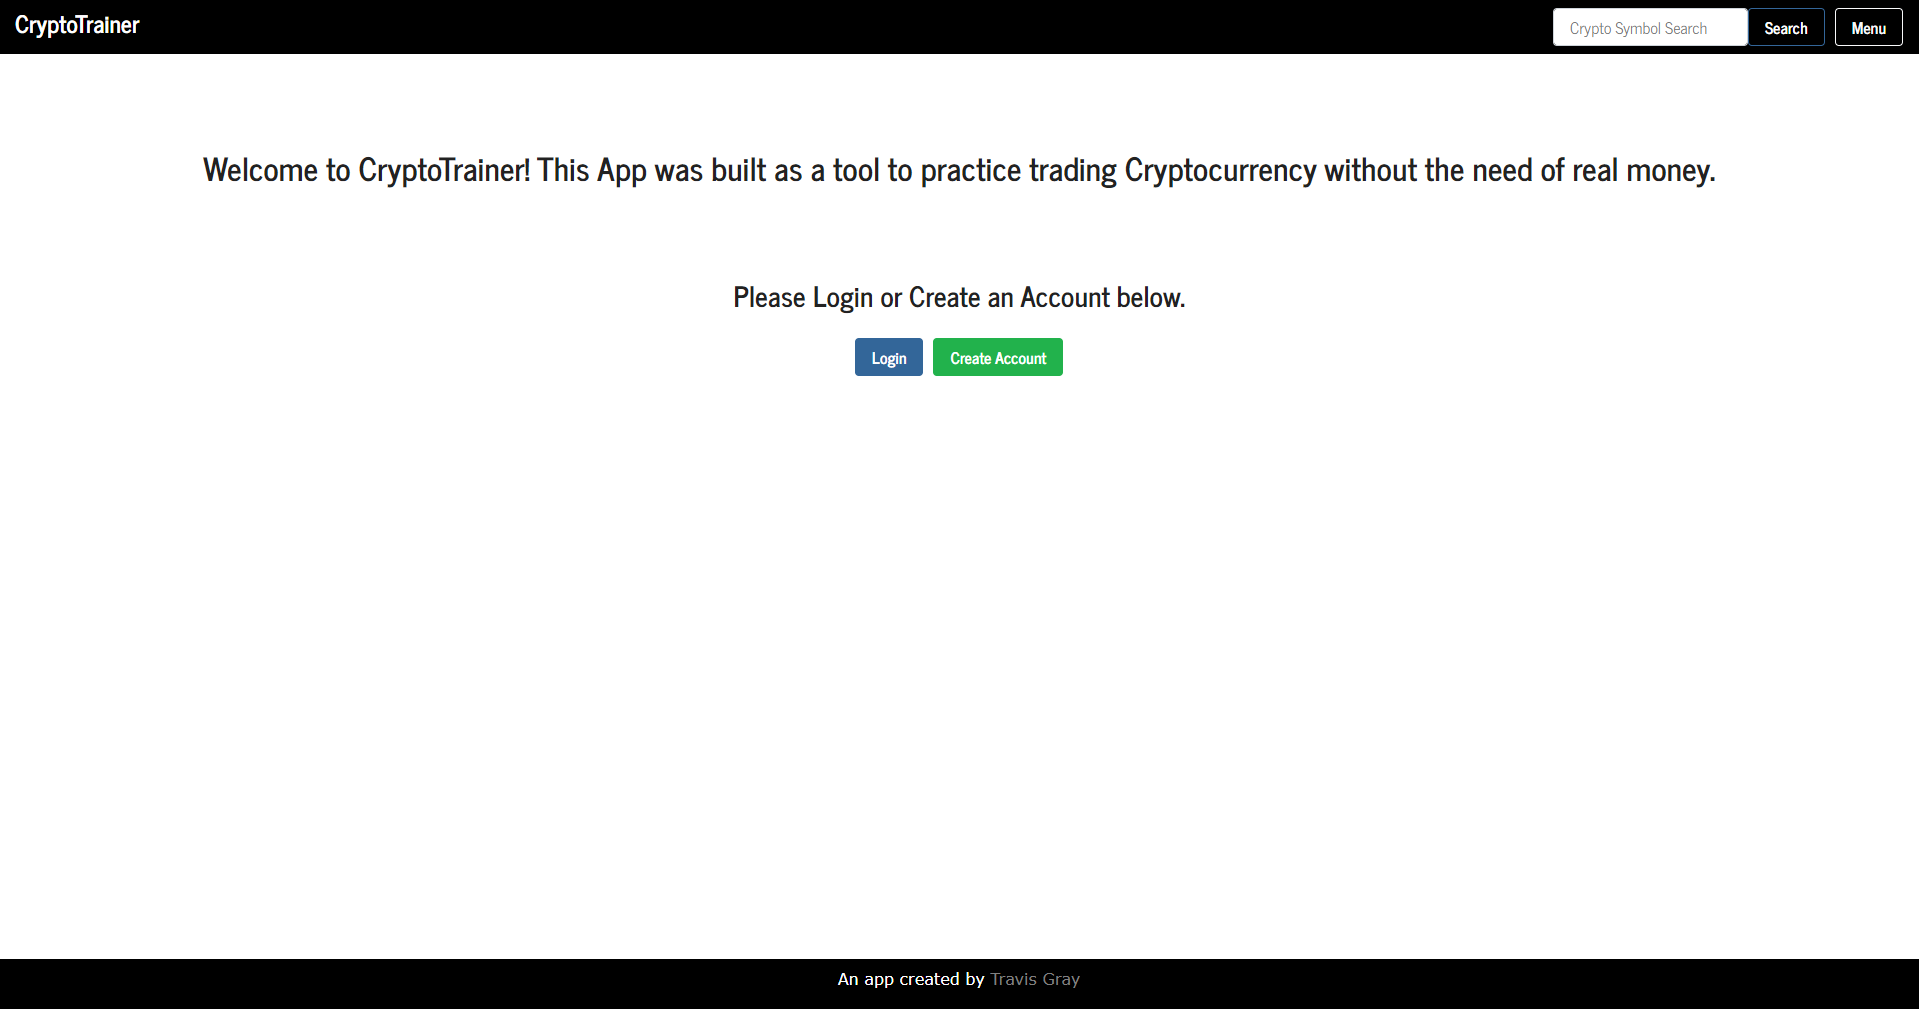 CryptoTrainer
Crypto Symbol Search
Search
Menu
Welcome to CryptoTrainer! This App was built as a tool to practice trading Cryptocurrency without the need of real money.
Please Login or Create an Account below.
Login
Create Account
An app created by Travis Gray